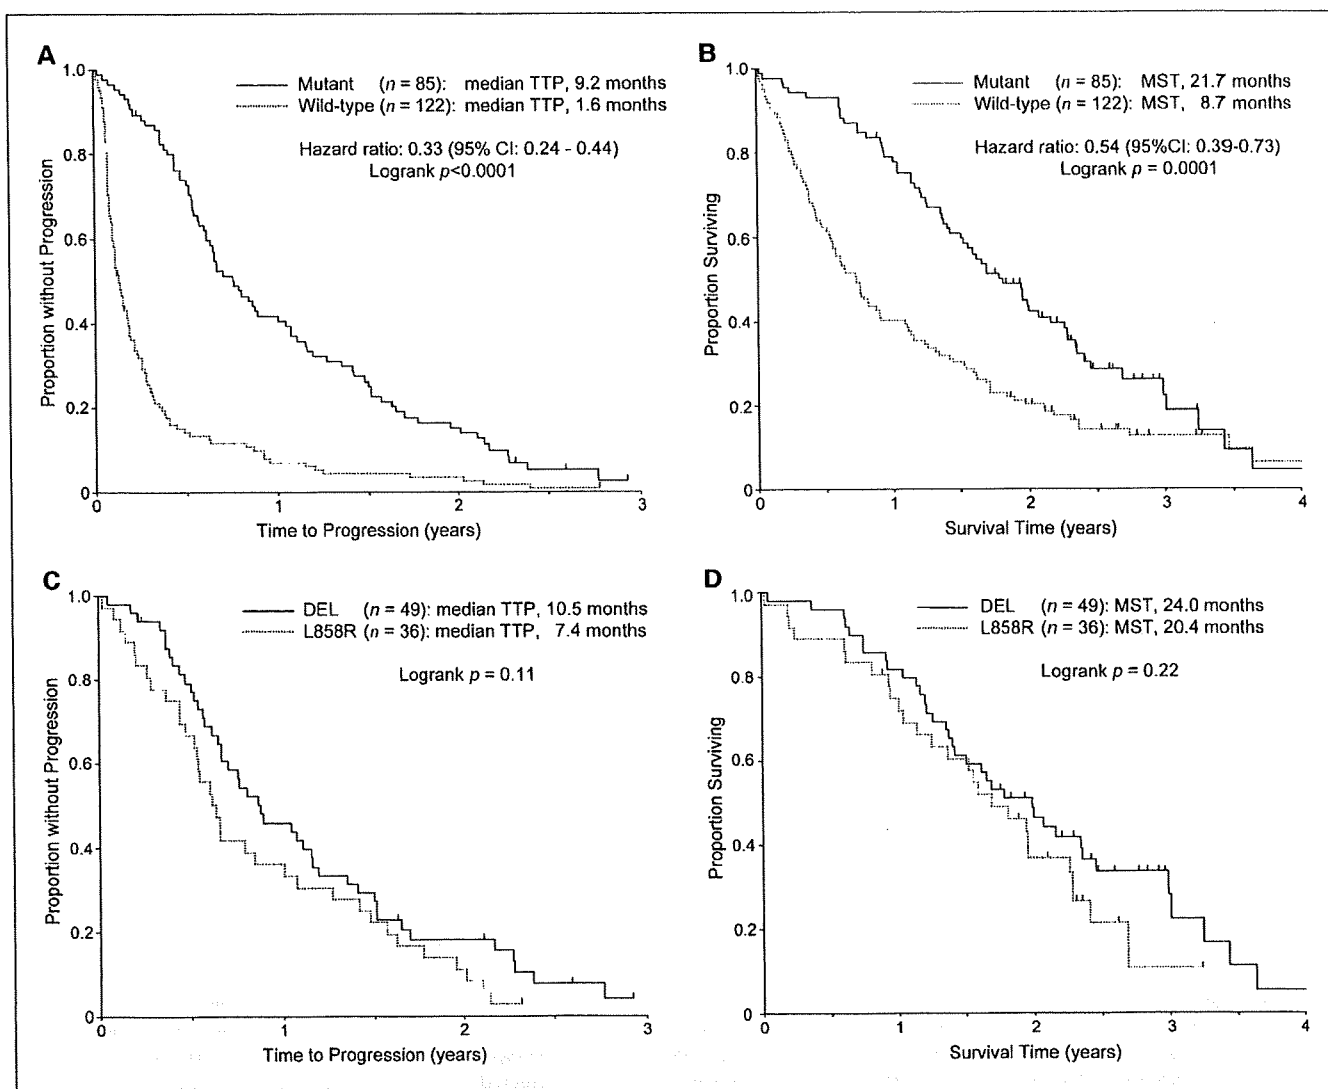 A
1.0
0.8
0.6
0.4
0.2
0
Proportion without Progression
Mutant (n = 85): median TTP, 9.2 months
Wild-type (n = 122): median TTP, 1.6 months
Hazard ratio: 0.33 (95% CI: 0.24 - 0.44)
Logrank p<0.0001
0 1 2 3
Time to Progression (years)
B
1.0
0.8
0.6
0.4
0.2
0
Proportion Surviving
Mutant (n = 85): MST, 21.7 months
Wild-type (n = 122): MST, 8.7 months
Hazard ratio: 0.54 (95%CI: 0.39-0.73)
Logrank p = 0.0001
0 1 2 3 4
Survival Time (years)
C
1.0
0.8
0.6
0.4
0.2
0
Proportion without Progression
DEL (n = 49): median TTP, 10.5 months
L858R (n = 36): median TTP, 7.4 months
Logrank p = 0.11
0 1 2 3
Time to Progression (years)
D
1.0
0.8
0.6
0.4
0.2
0
Proportion Surviving
DEL (n = 49): MST, 24.0 months
L858R (n = 36): MST, 20.4 months
Logrank p = 0.22
0 1 2 3 4
Survival Time (years)